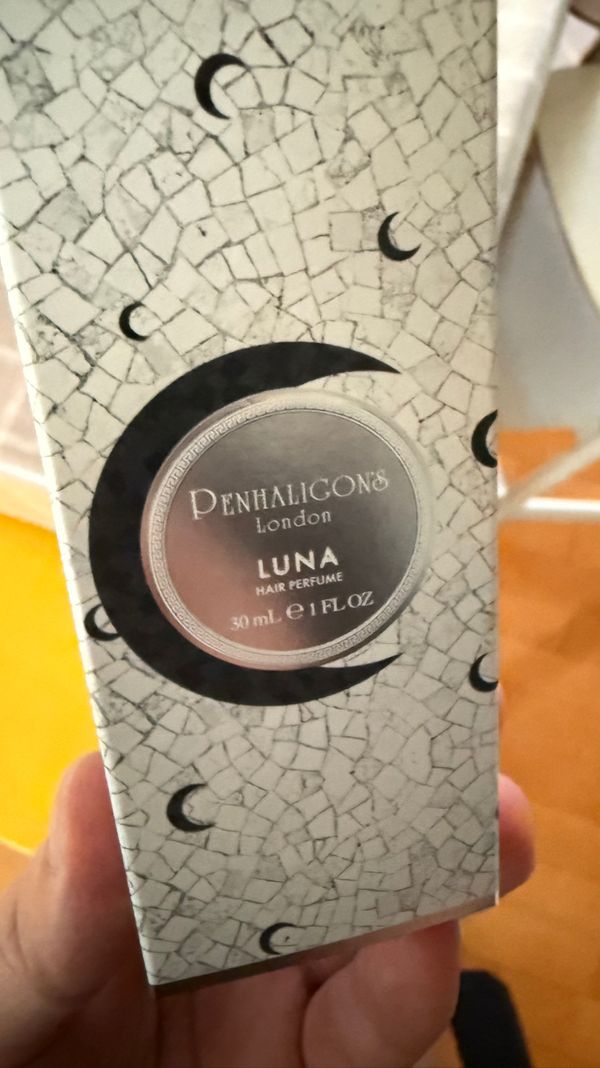 PENHALIGON'S
London
LUNA
HAIR PERFUME
30 mL ℮ 1 FL OZ